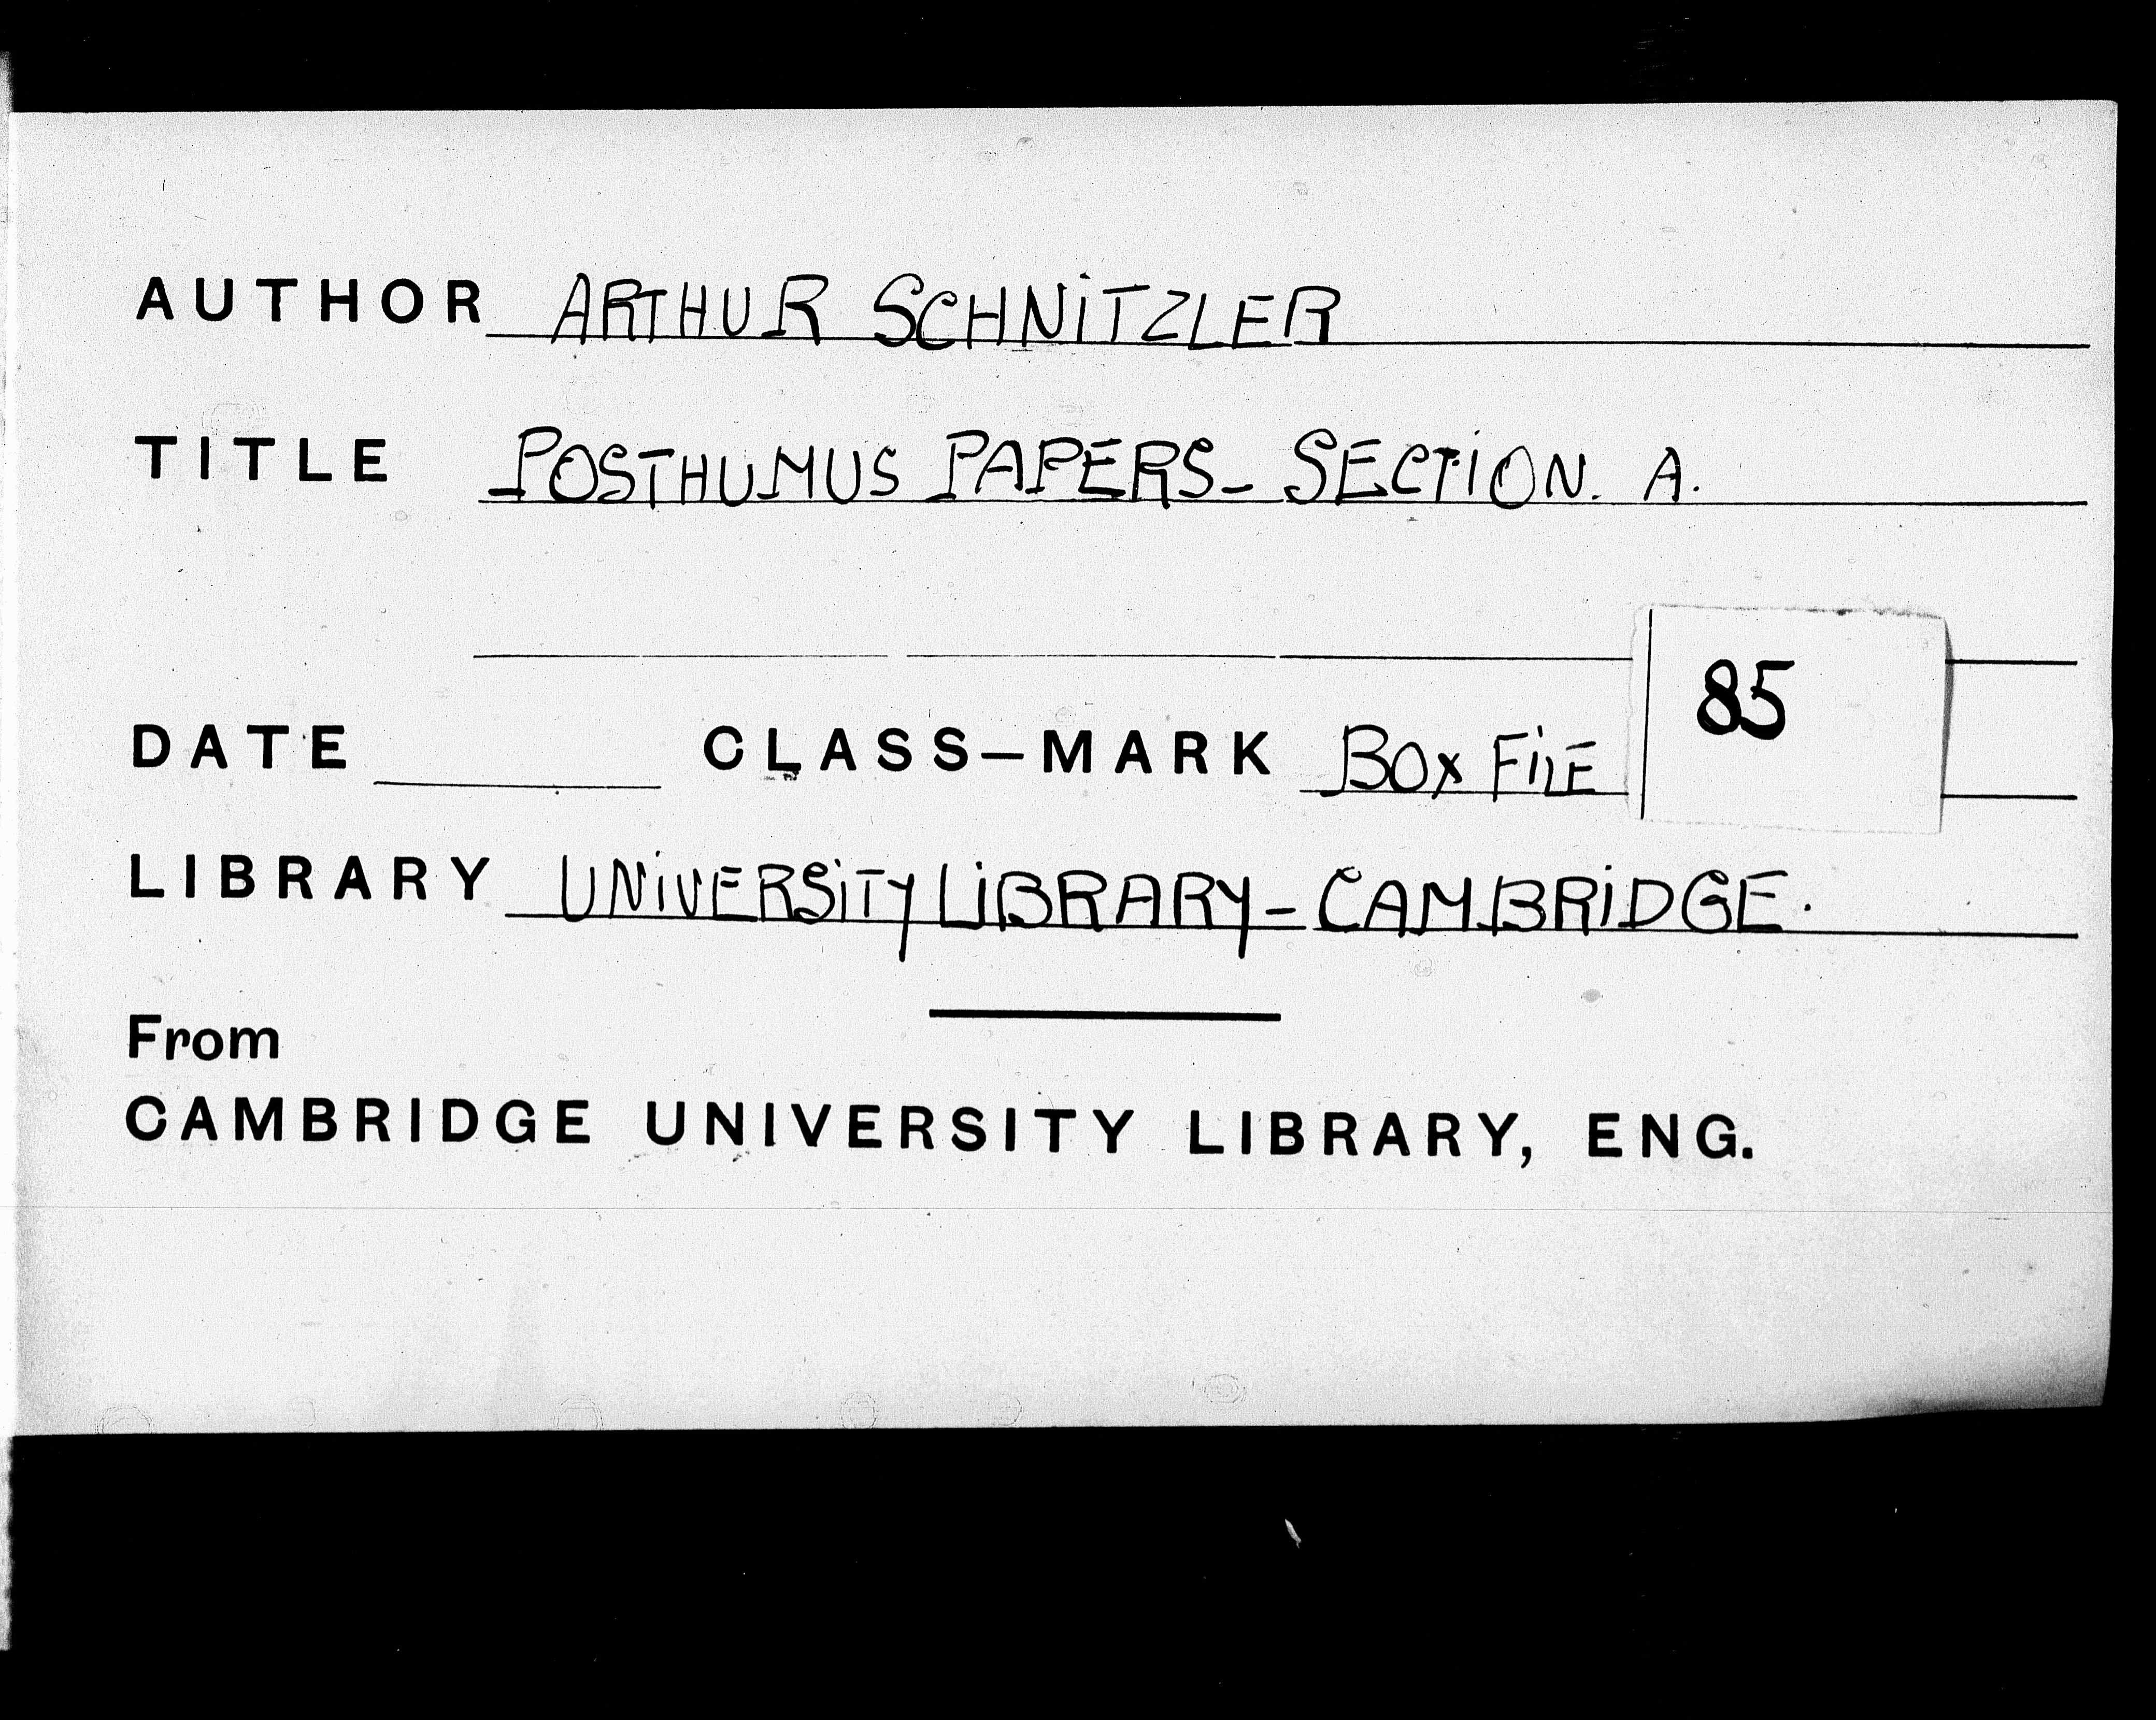 AUTHOR ARTHUR SCHNITZLER
TITLE POSTHUMUS PAPERS- SECTION. A.
85
DATE CLASS-MARK BOX FILE
LIBRARY UNIVERSITY LIBRARY - CAMBRIDGE.
From
CAMBRIDGE UNIVERSITY LIBRARY, ENG.